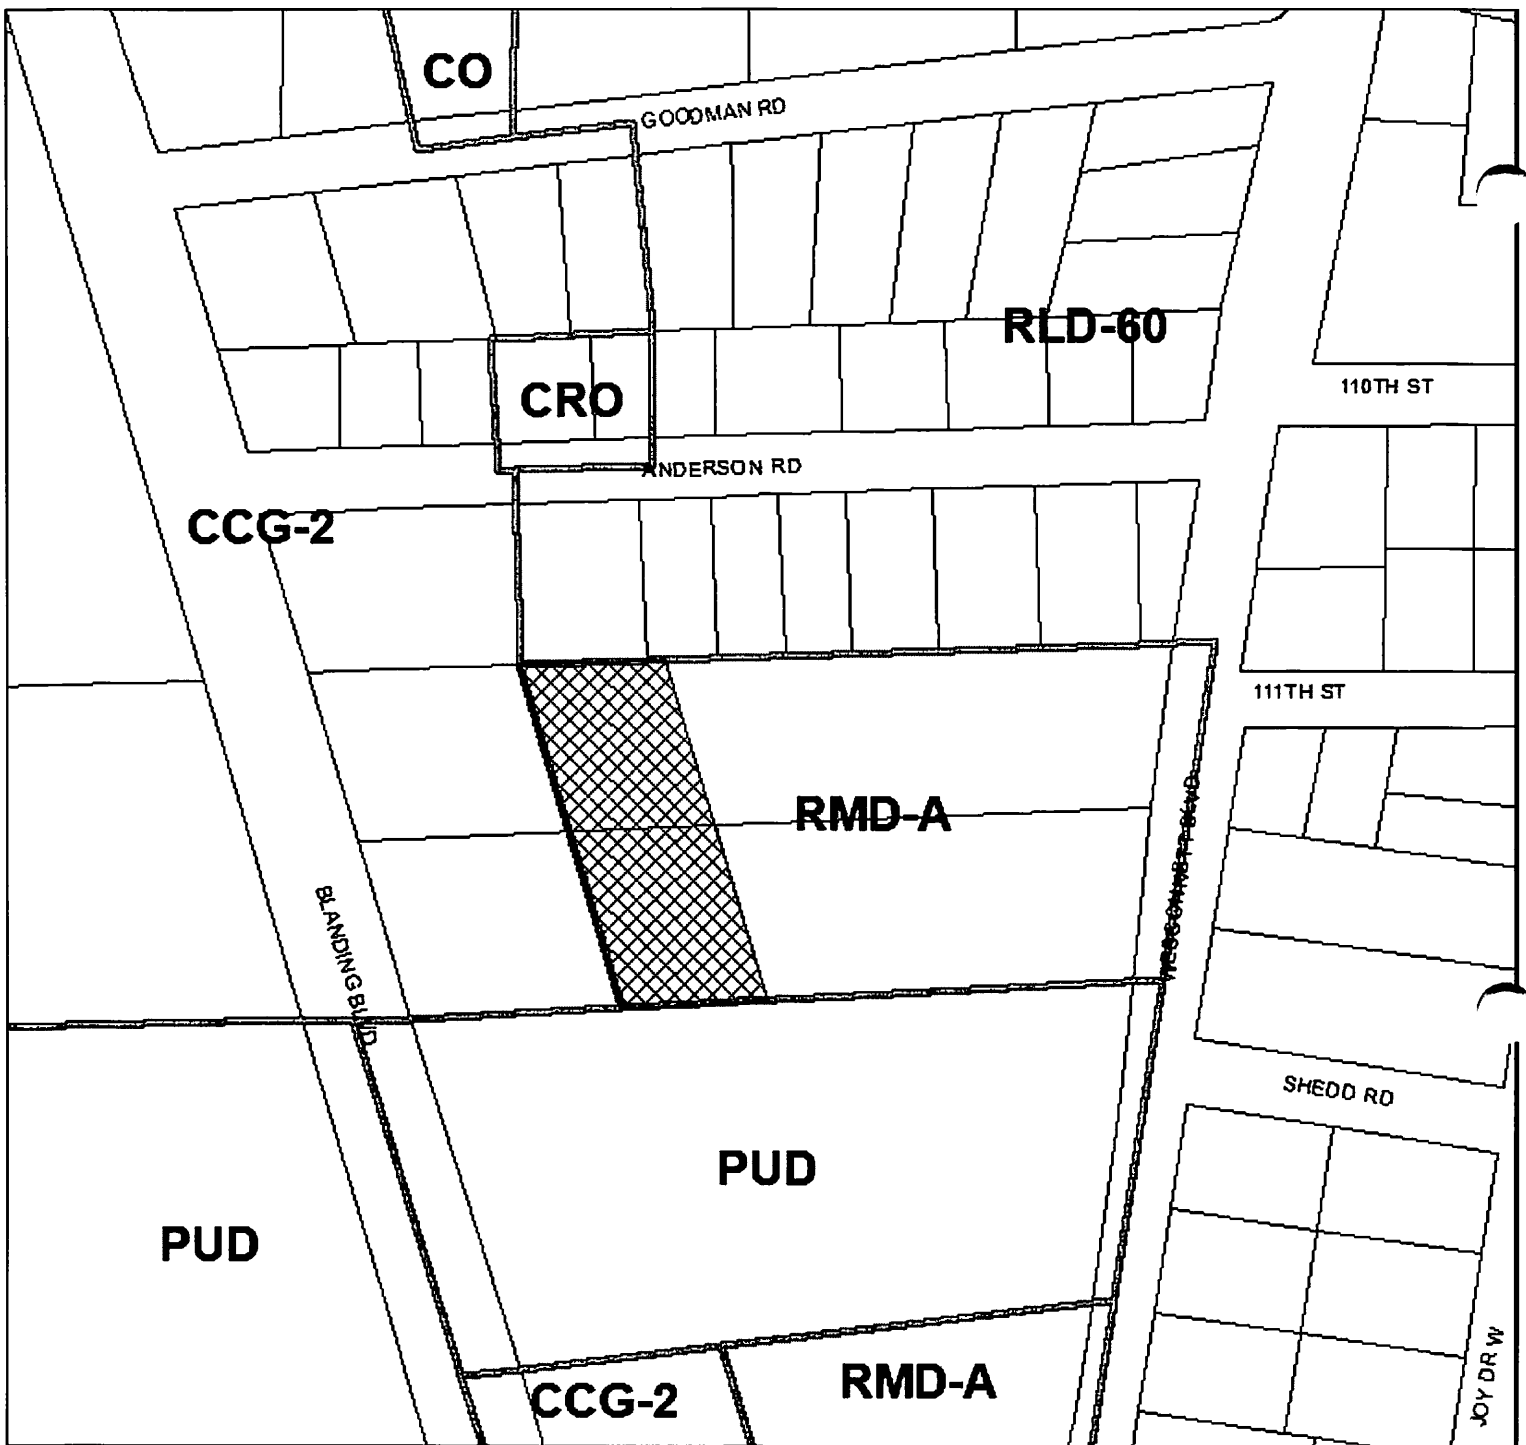 CO
GOODMAN RD
RLD-60
110TH ST
CRO
ANDERSON RD
CCG-2
111TH ST
RMD-A
BLANDING BLVD
SHEDD RD
PUD
PUD
JOY DR W
RMD-A
CCG-2